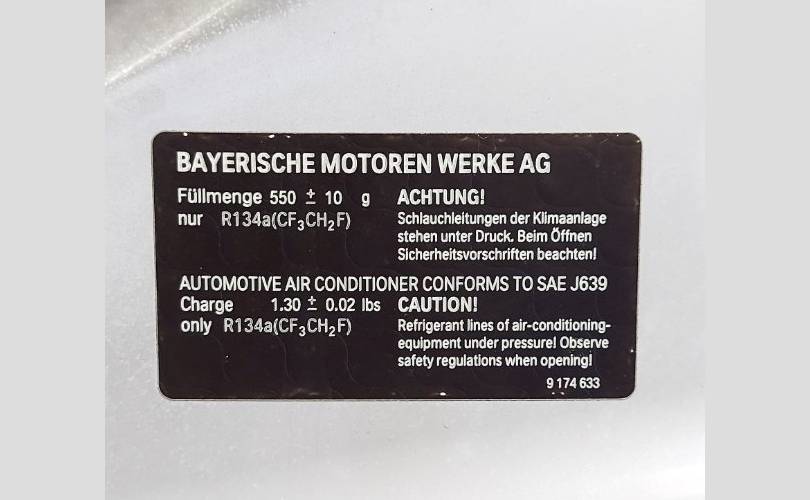 BAYERISCHE MOTOREN WERKE AG
Füllmenge 550 ± 10 g
nur R134a(CF₃CH₂F)
ACHTUNG!
Schlauchleitungen der Klimaanlage
stehen unter Druck. Beim Öffnen
Sicherheitsvorschriften beachten!
AUTOMOTIVE AIR CONDITIONER CONFORMS TO SAE J639
Charge 1.30 ± 0.02 lbs
only R134a(CF₃CH₂F)
CAUTION!
Refrigerant lines of air-conditioning-
equipment under pressure! Observe
safety regulations when opening!
9 174 633